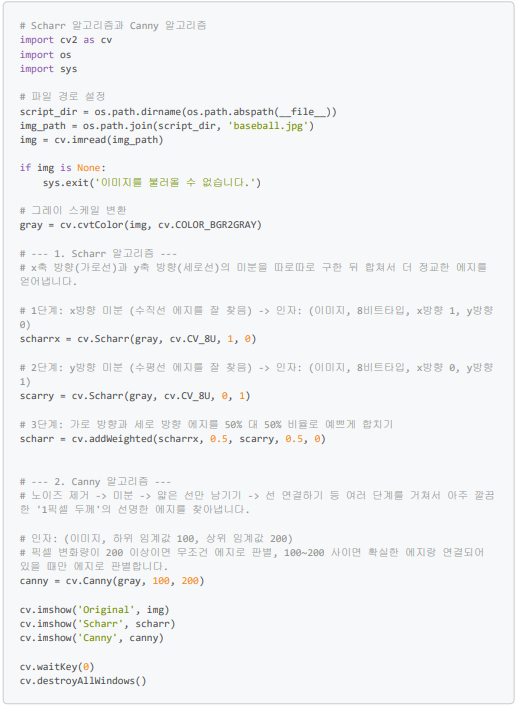 # Scharr 알고리즘과 Canny 알고리즘
import cv2 as cv
import os
import sys

# 파일 경로 설정
script_dir = os.path.dirname(os.path.abspath(__file__))
img_path = os.path.join(script_dir, 'baseball.jpg')
img = cv.imread(img_path)

if img is None:
    sys.exit('이미지를 불러올 수 없습니다.')

# 그레이 스케일 변환
gray = cv.cvtColor(img, cv.COLOR_BGR2GRAY)

# --- 1. Scharr 알고리즘 ---
# x축 방향(가로선)과 y축 방향(세로선)의 미분을 따로따로 구한 뒤 합쳐서 더 정교한 에지를
얻어냅니다.

# 1단계: x방향 미분 (수직선 에지를 잘 찾음) -> 인자: (이미지, 8비트타입, x방향 1, y방향
0)
scharrx = cv.Scharr(gray, cv.CV_8U, 1, 0)

# 2단계: y방향 미분 (수평선 에지를 잘 찾음) -> 인자: (이미지, 8비트타입, x방향 0, y방향
1)
scarry = cv.Scharr(gray, cv.CV_8U, 0, 1)

# 3단계: 가로 방향과 세로 방향 에지를 50% 대 50% 비율로 예쁘게 합치기
scharr = cv.addWeighted(scharrx, 0.5, scarry, 0.5, 0)


# --- 2. Canny 알고리즘 ---
# 노이즈 제거 -> 미분 -> 얇은 선만 남기기 -> 선 연결하기 등 여러 단계를 거쳐서 아주 깔끔
한 '1픽셀 두께'의 선명한 에지를 찾아냅니다.

# 인자: (이미지, 하위 임계값 100, 상위 임계값 200)
# 픽셀 변화량이 200 이상이면 무조건 에지로 판별, 100~200 사이면 확실한 에지랑 연결되어
있을 때만 에지로 판별합니다.
canny = cv.Canny(gray, 100, 200)

cv.imshow('Original', img)
cv.imshow('Scharr', scharr)
cv.imshow('Canny', canny)

cv.waitKey(0)
cv.destroyAllWindows()